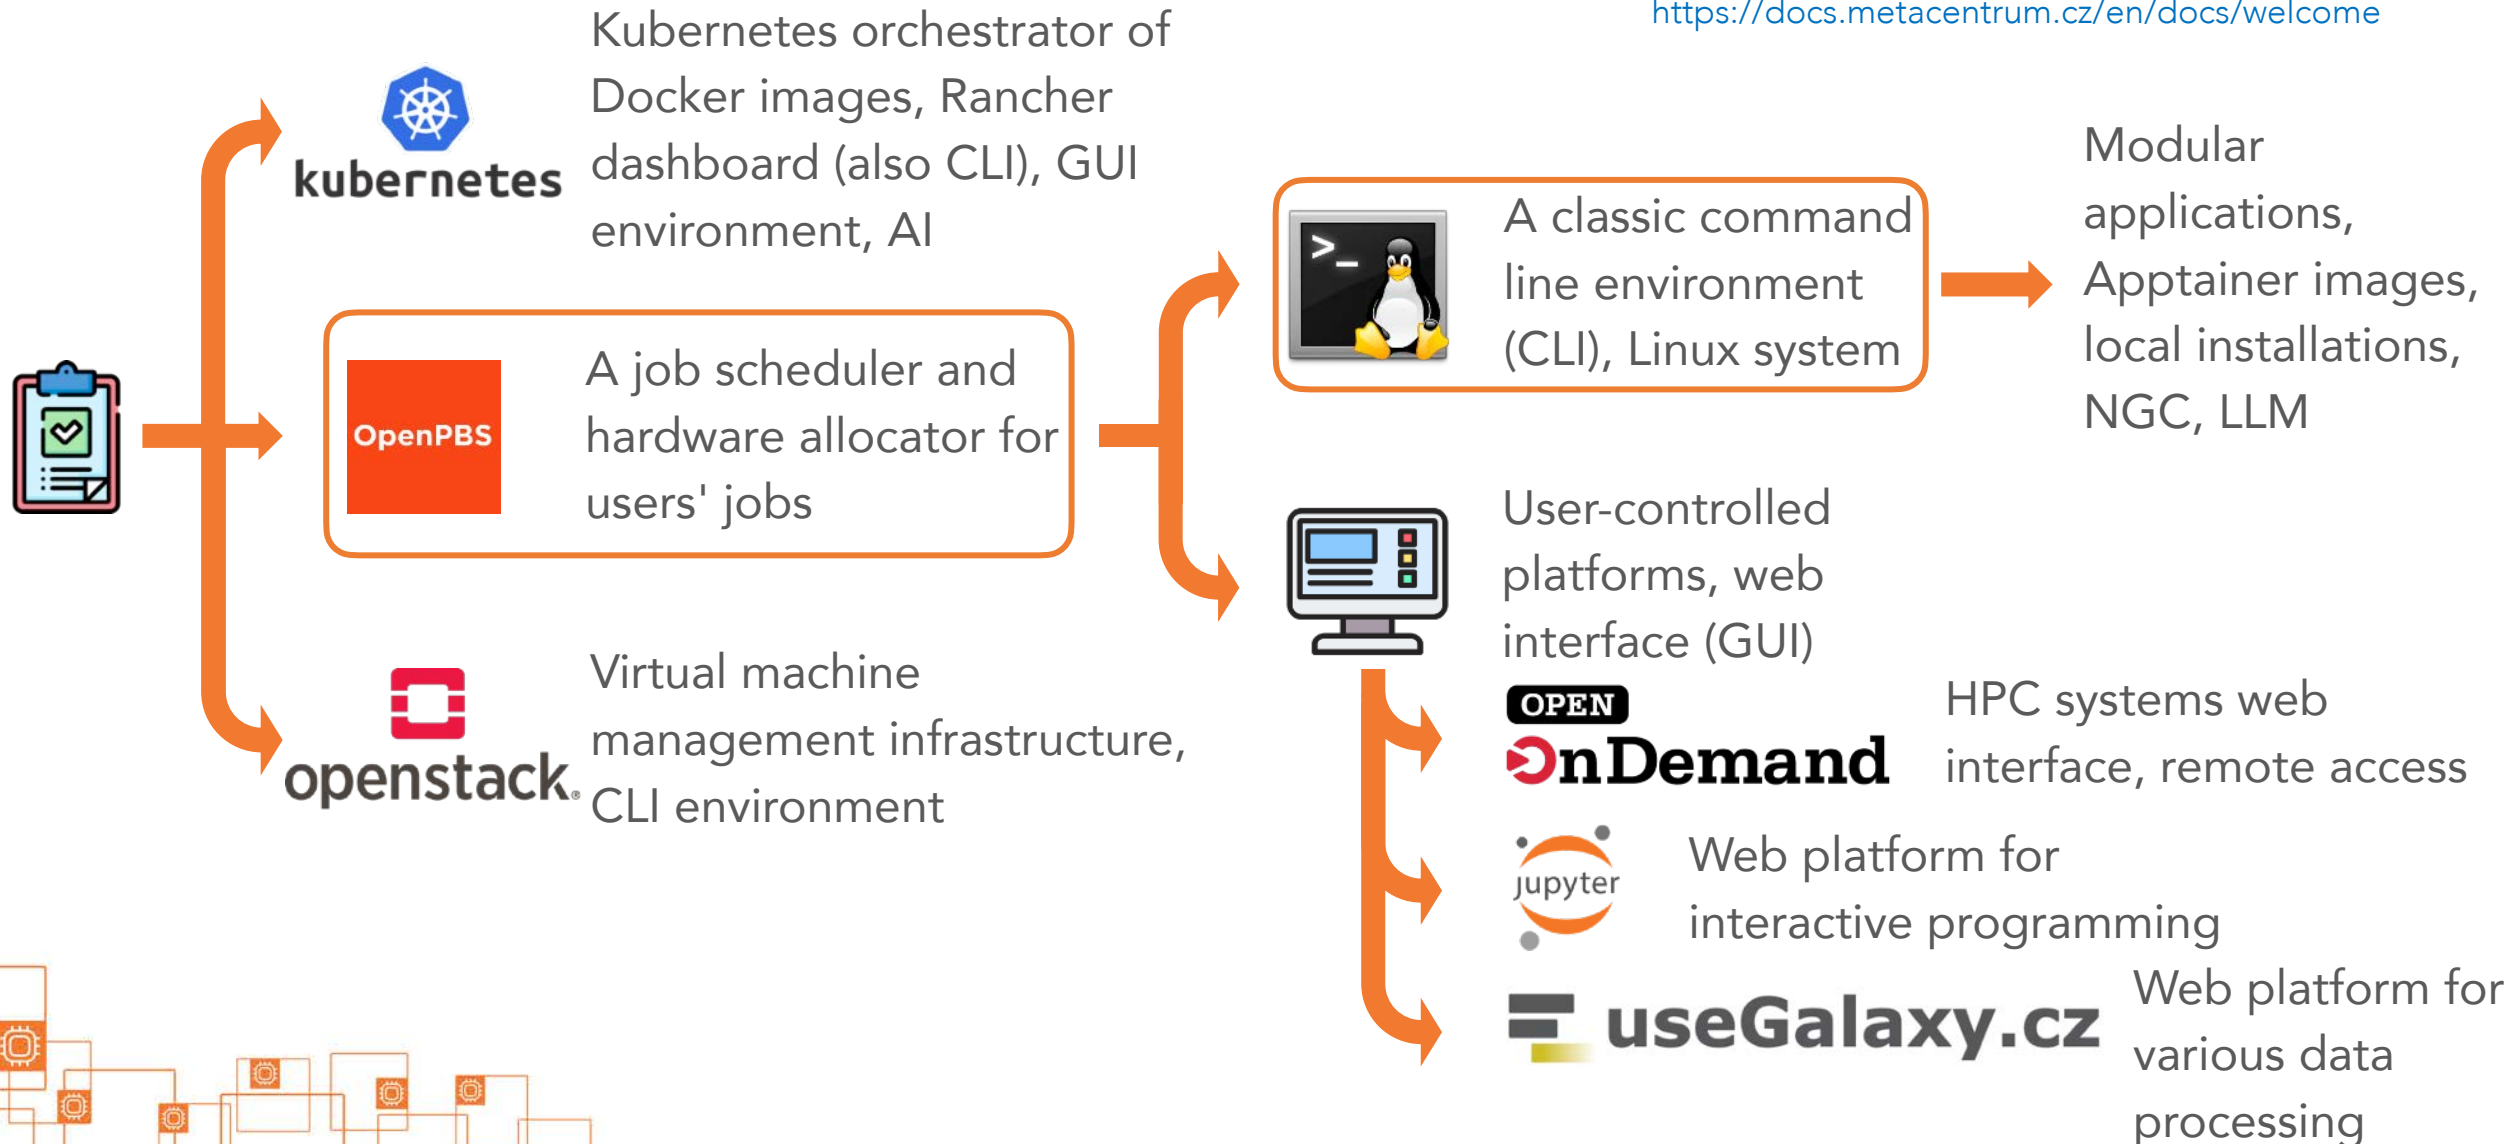 https://docs.metacentrum.cz/en/docs/welcome
kubernetes
Kubernetes orchestrator of
Docker images, Rancher
dashboard (also CLI), GUI
environment, AI
OpenPBS
A job scheduler and
hardware allocator for
users' jobs
openstack.
Virtual machine
management infrastructure,
CLI environment
>_
A classic command
line environment
(CLI), Linux system
Modular
applications,
Apptainer images,
local installations,
NGC, LLM
User-controlled
platforms, web
interface (GUI)
OPEN
OnDemand
HPC systems web
interface, remote access
jupyter
Web platform for
interactive programming
useGalaxy.cz
Web platform for
various data
processing